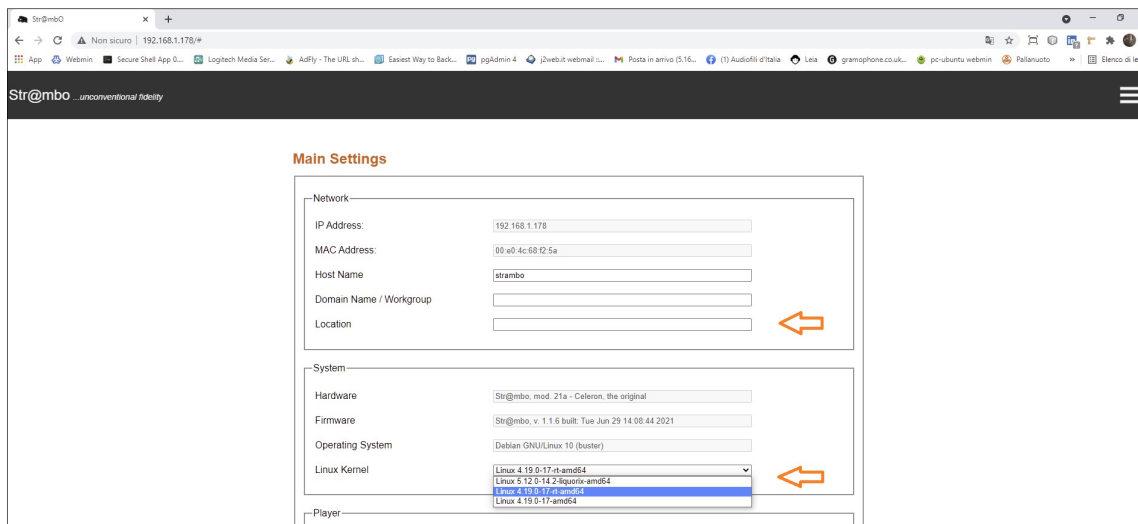 Str@mbO
Non sicuro | 192.168.1.178/#
App Webmin Secure Shell App 0... Logitech Media Ser... AdFly - The URL sh... Easiest Way to Back... pgAdmin 4 j2web.it webmail ::... Posta in arrivo (5.16... (1) Audiofili d'Italia Leia gramophone.co.uk... pc-ubuntu webmin Pallanuoto » Elenco di le
Str@mbo ...unconventional fidelity
Main Settings
Network
IP Address: 192.168.1.178
MAC Address: 00:e0:4c:68:f2:5a
Host Name strambo
Domain Name / Workgroup
Location
System
Hardware Str@mbo, mod. 21a - Celeron, the original
Firmware Str@mbo, v. 1.1.6 built: Tue Jun 29 14:08:44 2021
Operating System Debian GNU/Linux 10 (buster)
Linux Kernel Linux 4.19.0-17-rt-amd64
Linux 5.12.0-14.2-liquorix-amd64
Linux 4.19.0-17-rt-amd64
Linux 4.19.0-17-amd64
Player